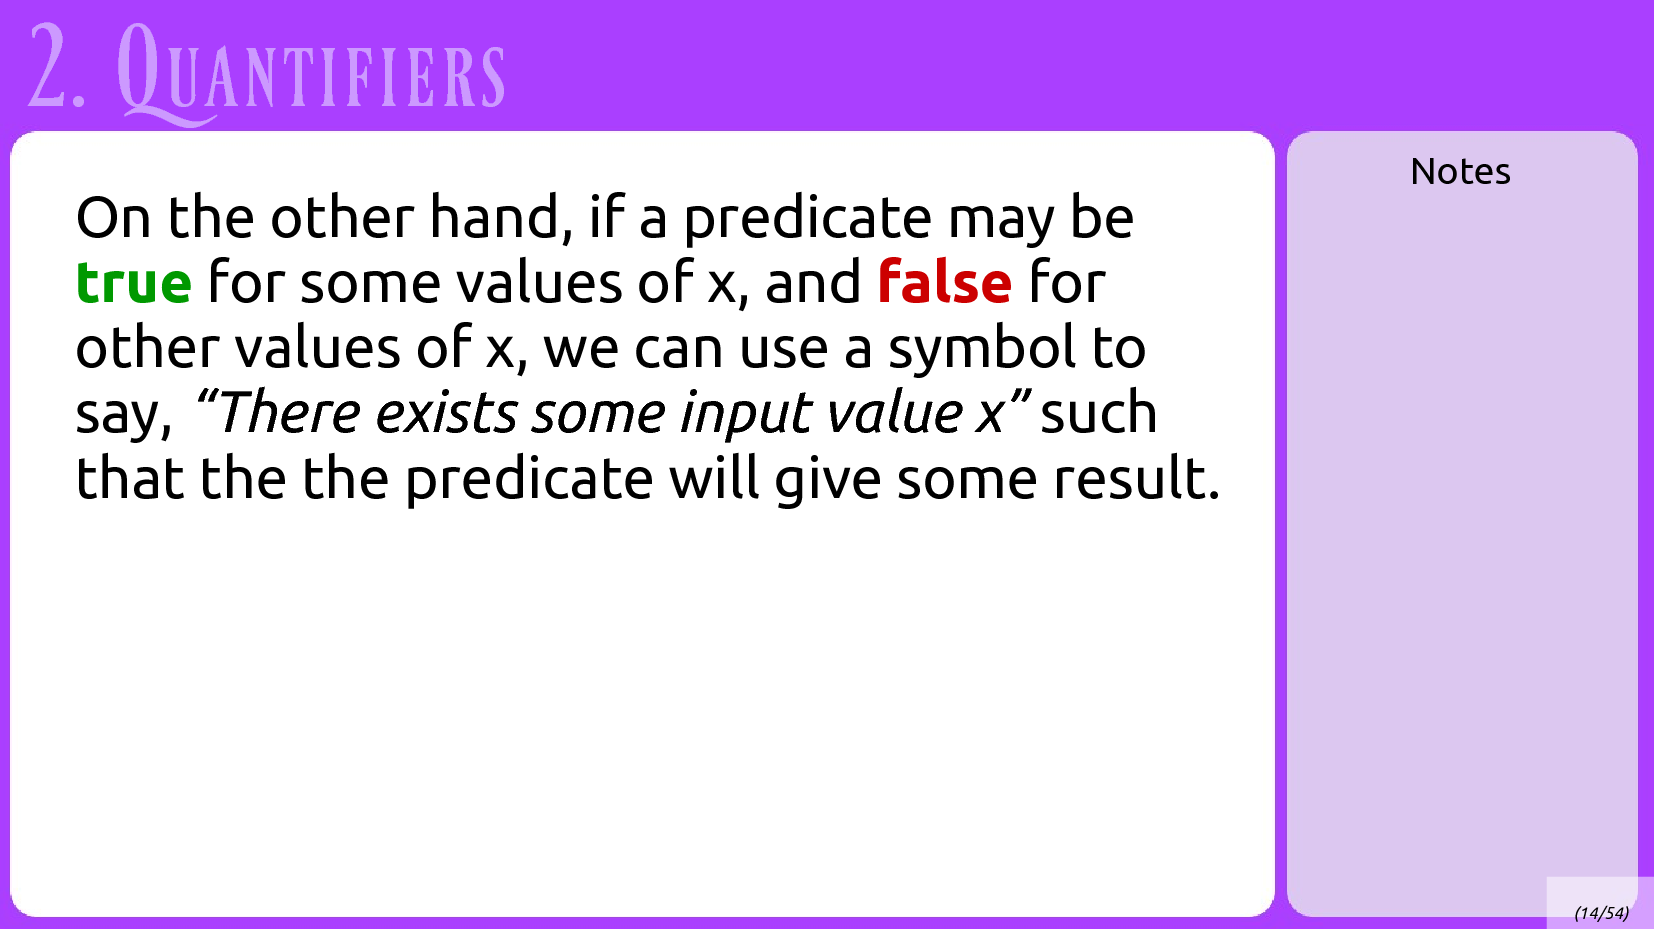 2. Quantifiers
On the other hand, if a predicate may be
true for some values of x, and false for
other values of x, we can use a symbol to
say, “There exists some input value x” such
that the the predicate will give some result.
Notes
(14/54)